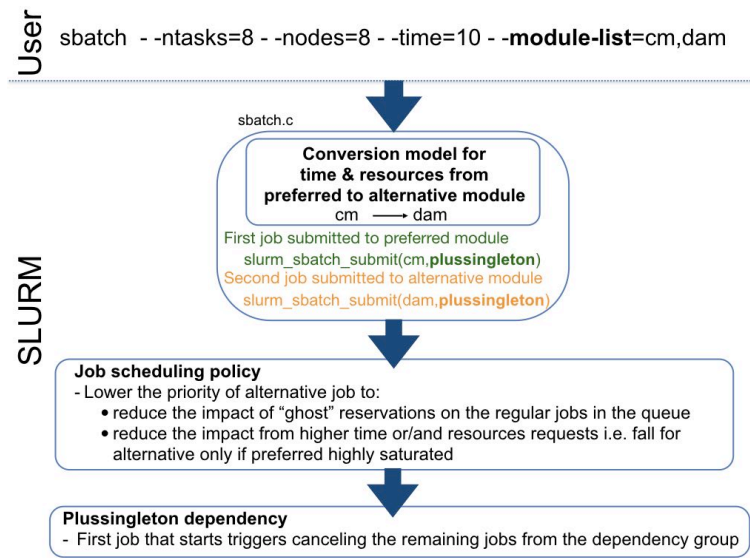 User
sbatch - -ntasks=8 - -nodes=8 - -time=10 - -module-list=cm,dam
SLURM
sbatch.c
Conversion model for
time & resources from
preferred to alternative module
cm → dam
First job submitted to preferred module
slurm_sbatch_submit(cm,plussingleton)
Second job submitted to alternative module
slurm_sbatch_submit(dam,plussingleton)
Job scheduling policy
- Lower the priority of alternative job to:
• reduce the impact of “ghost” reservations on the regular jobs in the queue
• reduce the impact from higher time or/and resources requests i.e. fall for
alternative only if preferred highly saturated
Plussingleton dependency
- First job that starts triggers canceling the remaining jobs from the dependency group